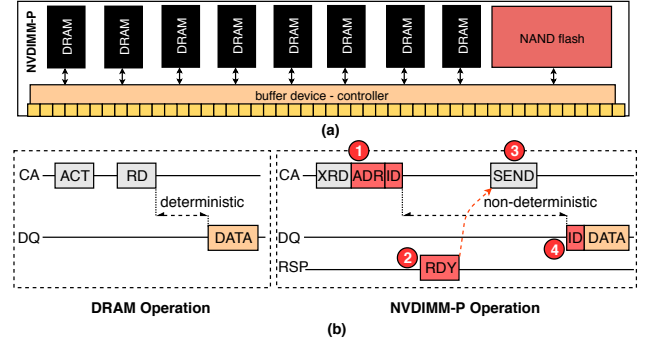 NVDIMM-P
DRAM DRAM DRAM DRAM DRAM DRAM DRAM DRAM NAND flash
buffer device - controller
(a)
1 3
CA ACT RD CA XRD ADR ID SEND
deterministic non-deterministic
DQ DATA DQ 4 ID DATA
2
RSP RDY
DRAM Operation NVDIMM-P Operation
(b)